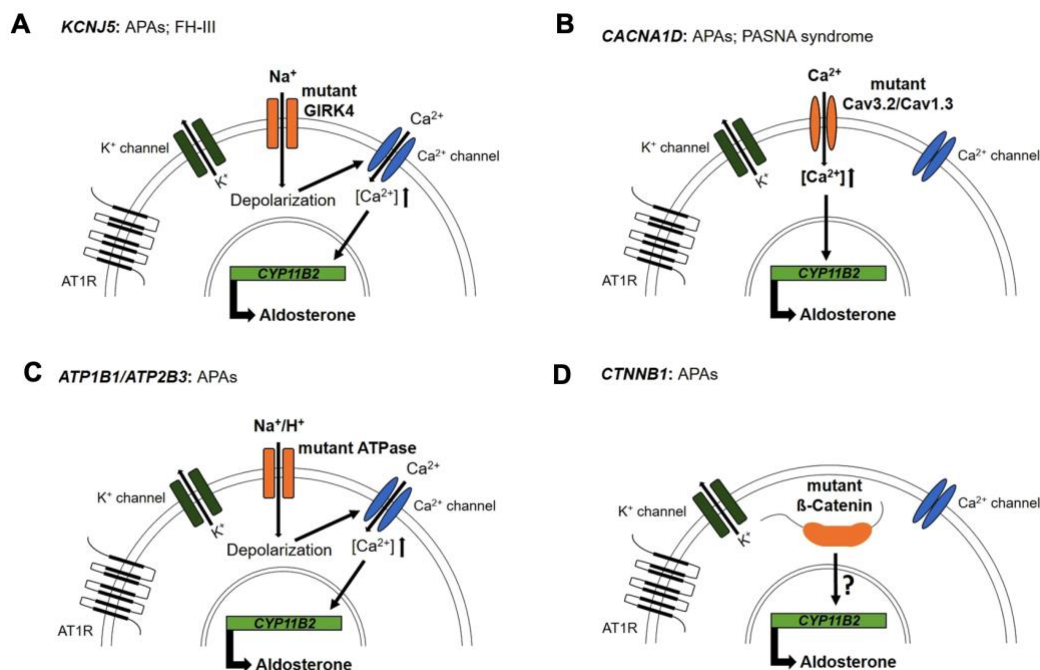 A
KCNJ5: APAs; FH-III
Na⁺
mutant
GIRK4
Ca²⁺
K⁺ channel
Ca²⁺ channel
K⁺
Depolarization
[Ca²⁺]
AT1R
CYP11B2
Aldosterone
B
CACNA1D: APAs; PASNA syndrome
Ca²⁺
mutant
Cav3.2/Cav1.3
K⁺ channel
Ca²⁺ channel
K⁺
[Ca²⁺]
AT1R
CYP11B2
Aldosterone
C
ATP1B1/ATP2B3: APAs
Na⁺/H⁺
mutant ATPase
Ca²⁺
K⁺ channel
Ca²⁺ channel
K⁺
Depolarization
[Ca²⁺]
AT1R
CYP11B2
Aldosterone
D
CTNNB1: APAs
mutant
ß-Catenin
K⁺ channel
Ca²⁺ channel
K⁺
?
AT1R
CYP11B2
Aldosterone